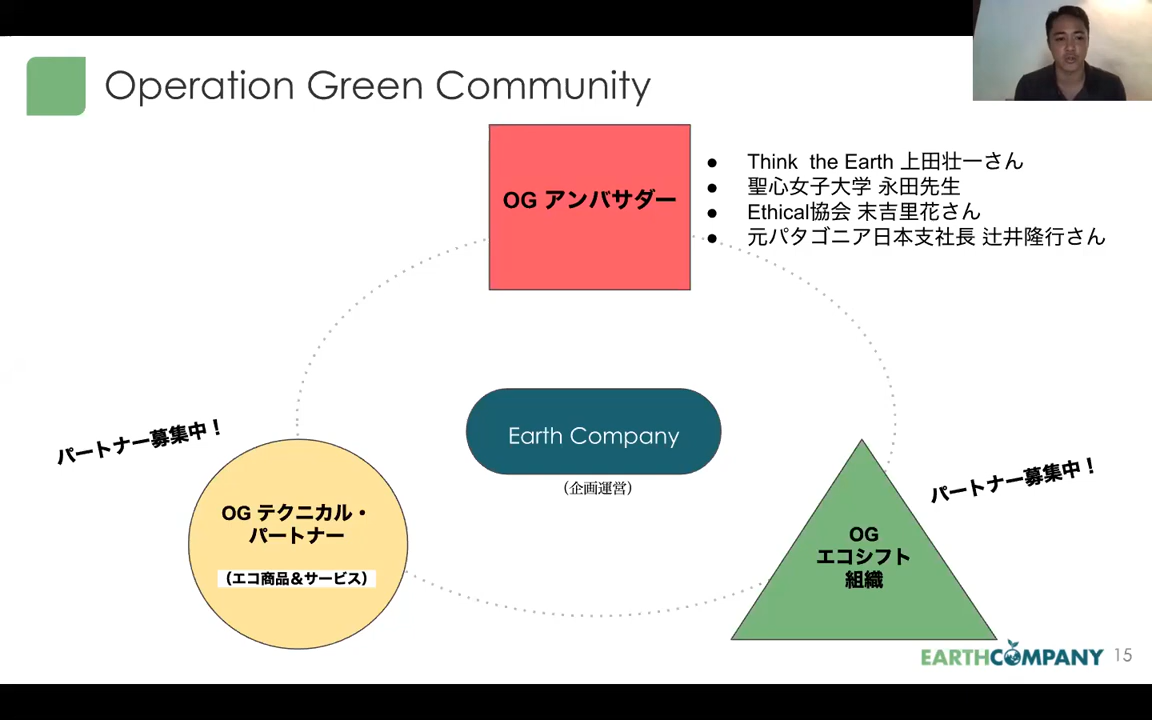 Operation Green Community
OG アンバサダー
● Think the Earth 上田壮一さん
● 聖心女子大学 永田先生
● Ethical協会 末吉里花さん
● 元パタゴニア日本支社長 辻井隆行さん
Earth Company
（企画運営）
パートナー募集中！
OG テクニカル・
パートナー
（エコ商品＆サービス）
パートナー募集中！
OG
エコシフト
組織
EARTHCOMPANY
15